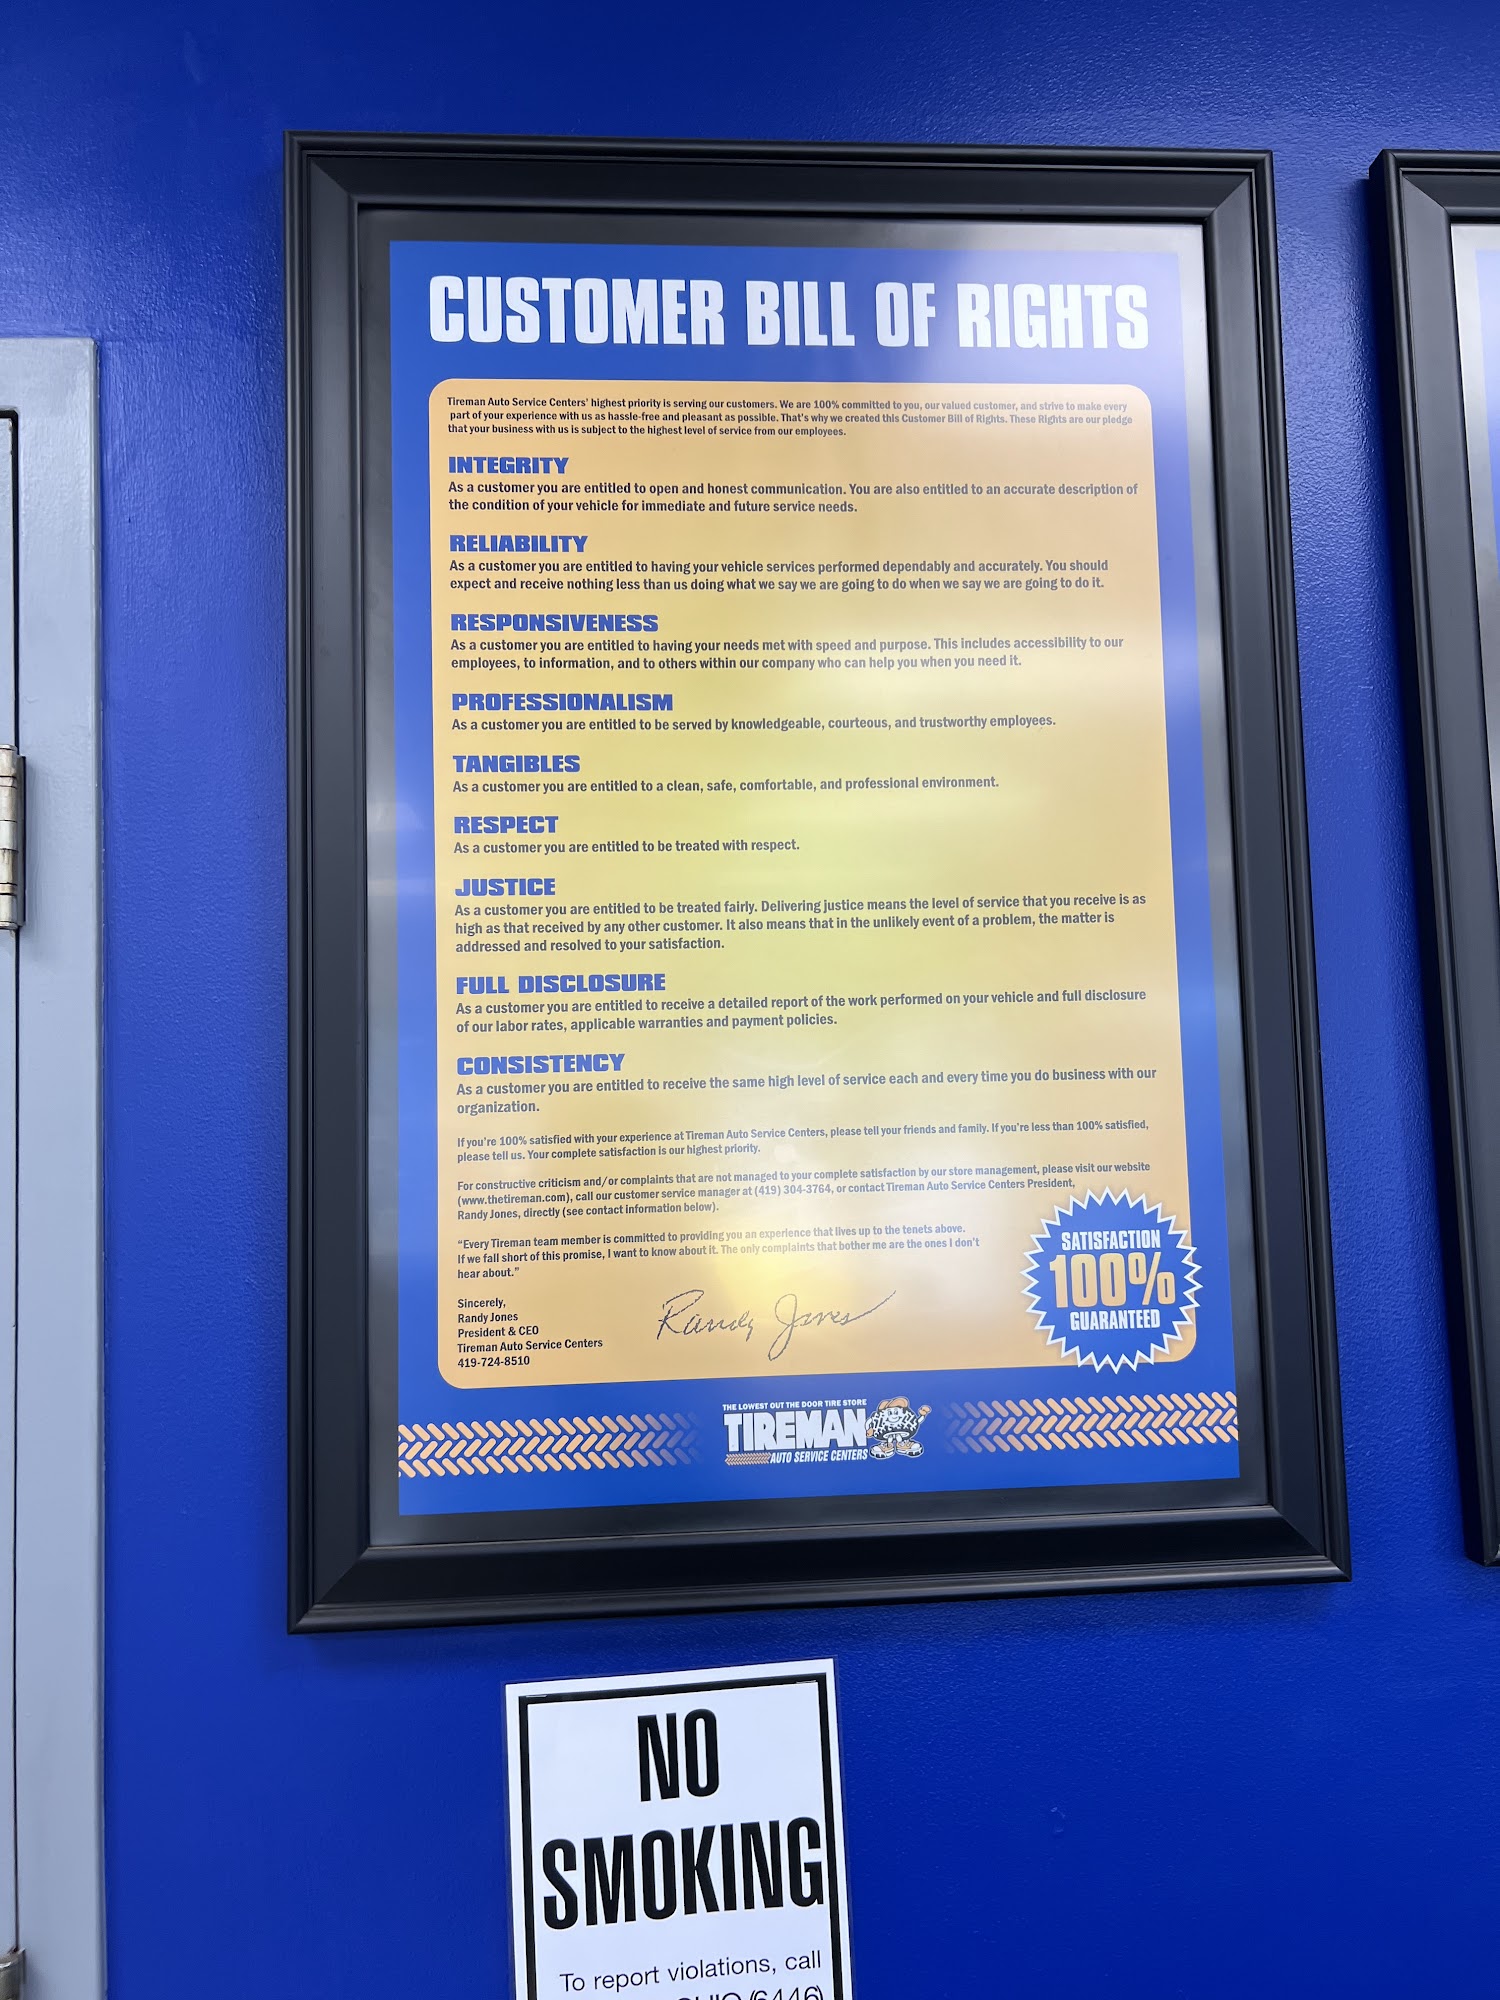 CUSTOMER BILL OF RIGHTS
Tireman Auto Service Centers' highest priority is serving our customers. We are 100% committed to you, our valued customer, and strive to make every
part of your experience with us as hassle-free and pleasant as possible. That's why we created this Customer Bill of Rights. These Rights are our pledge
that your business with us is subject to the highest level of service from our employees.
INTEGRITY
As a customer you are entitled to open and honest communication. You are also entitled to an accurate description of
the condition of your vehicle for immediate and future service needs.
RELIABILITY
As a customer you are entitled to having your vehicle services performed dependably and accurately. You should
expect and receive nothing less than us doing what we say we are going to do when we say we are going to do it.
RESPONSIVENESS
As a customer you are entitled to having your needs met with speed and purpose. This includes accessibility to our
employees, to information, and to others within our company who can help you when you need it.
PROFESSIONALISM
As a customer you are entitled to be served by knowledgeable, courteous, and trustworthy employees.
TANGIBLES
As a customer you are entitled to a clean, safe, comfortable, and professional environment.
RESPECT
As a customer you are entitled to be treated with respect.
JUSTICE
As a customer you are entitled to be treated fairly. Delivering justice means the level of service that you receive is as
high as that received by any other customer. It also means that in the unlikely event of a problem, the matter is
addressed and resolved to your satisfaction.
FULL DISCLOSURE
As a customer you are entitled to receive a detailed report of the work performed on your vehicle and full disclosure
of our labor rates, applicable warranties and payment policies.
CONSISTENCY
As a customer you are entitled to receive the same high level of service each and every time you do business with our
organization.
If you're 100% satisfied with your experience at Tireman Auto Service Centers, please tell your friends and family. If you're less than 100% satisfied,
please tell us. Your complete satisfaction is our highest priority.
For constructive criticism and/or complaints that are not managed to your complete satisfaction by our store management, please visit our website
(www.thetireman.com), call our customer service manager at (419) 304-3764, or contact Tireman Auto Service Centers President,
Randy Jones, directly (see contact information below).
"Every Tireman team member is committed to providing you an experience that lives up to the tenets above.
If we fall short of this promise, I want to know about it. The only complaints that bother me are the ones I don't
hear about."
Sincerely,
Randy Jones
President & CEO
Tireman Auto Service Centers
419-724-8510
Randy Jones
SATISFACTION
100%
GUARANTEED
THE LOWEST OUT THE DOOR TIRE STORE
TIREMAN
AUTO SERVICE CENTERS
NO
SMOKING
To report violations, call
OHIO (6446)